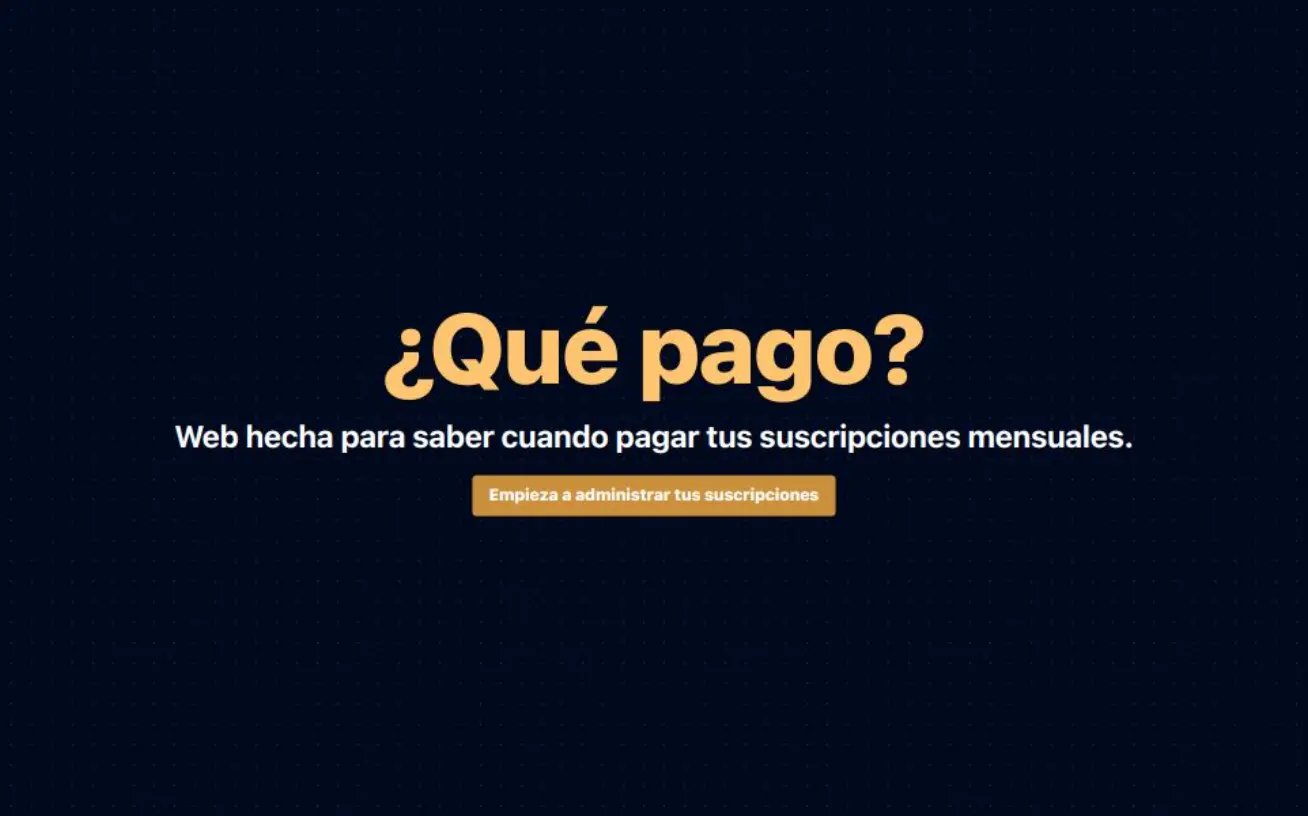 ¿Qué pago?
Web hecha para saber cuando pagar tus suscripciones mensuales.
Empieza a administrar tus suscripciones